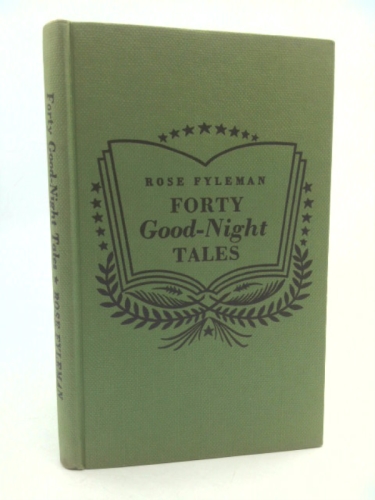 ROSE FYLEMAN
FORTY
Good-Night
TALES
Forty Good-Night Tales ★ ROSE FYLEMAN